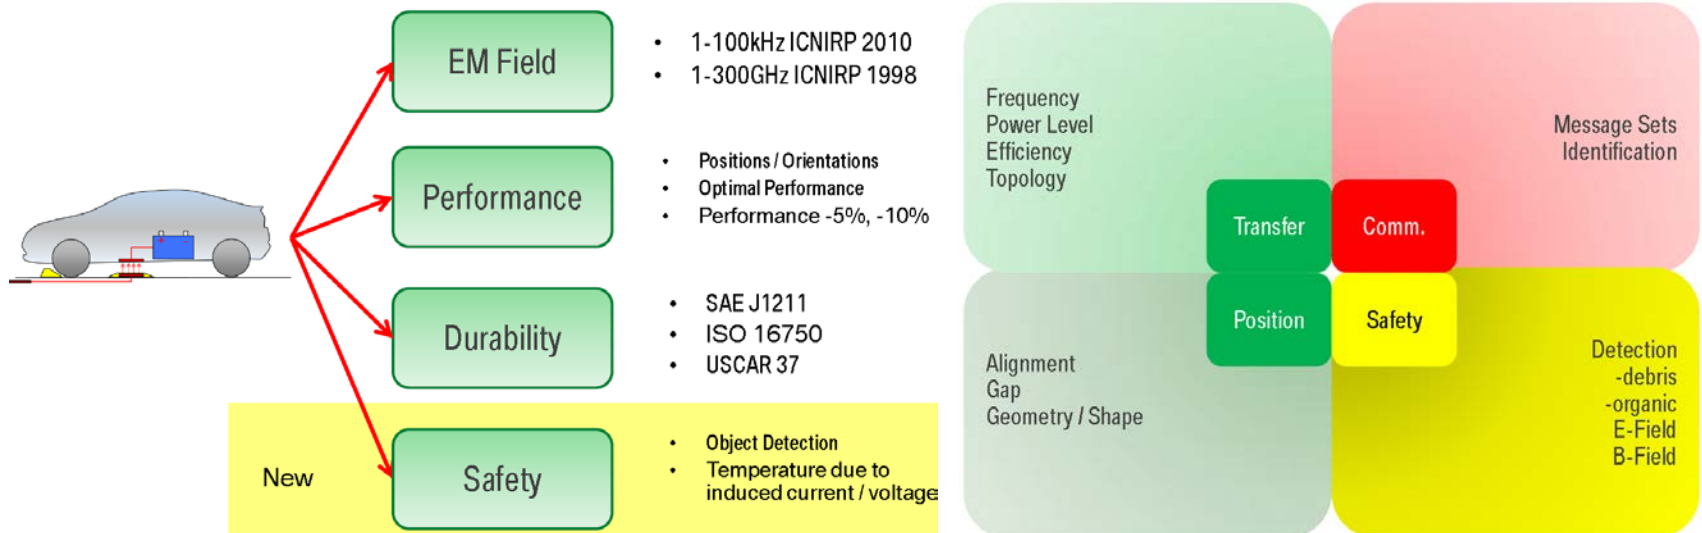 EM Field
• 1-100kHz ICNIRP 2010
• 1-300GHz ICNIRP 1998
Performance
• Positions / Orientations
• Optimal Performance
• Performance -5%, -10%
Durability
• SAE J1211
• ISO 16750
• USCAR 37
New
Safety
• Object Detection
• Temperature due to
induced current / voltage
Frequency
Power Level
Efficiency
Topology
Message Sets
Identification
Transfer
Comm.
Position
Safety
Alignment
Gap
Geometry / Shape
Detection
-debris
-organic
E-Field
B-Field